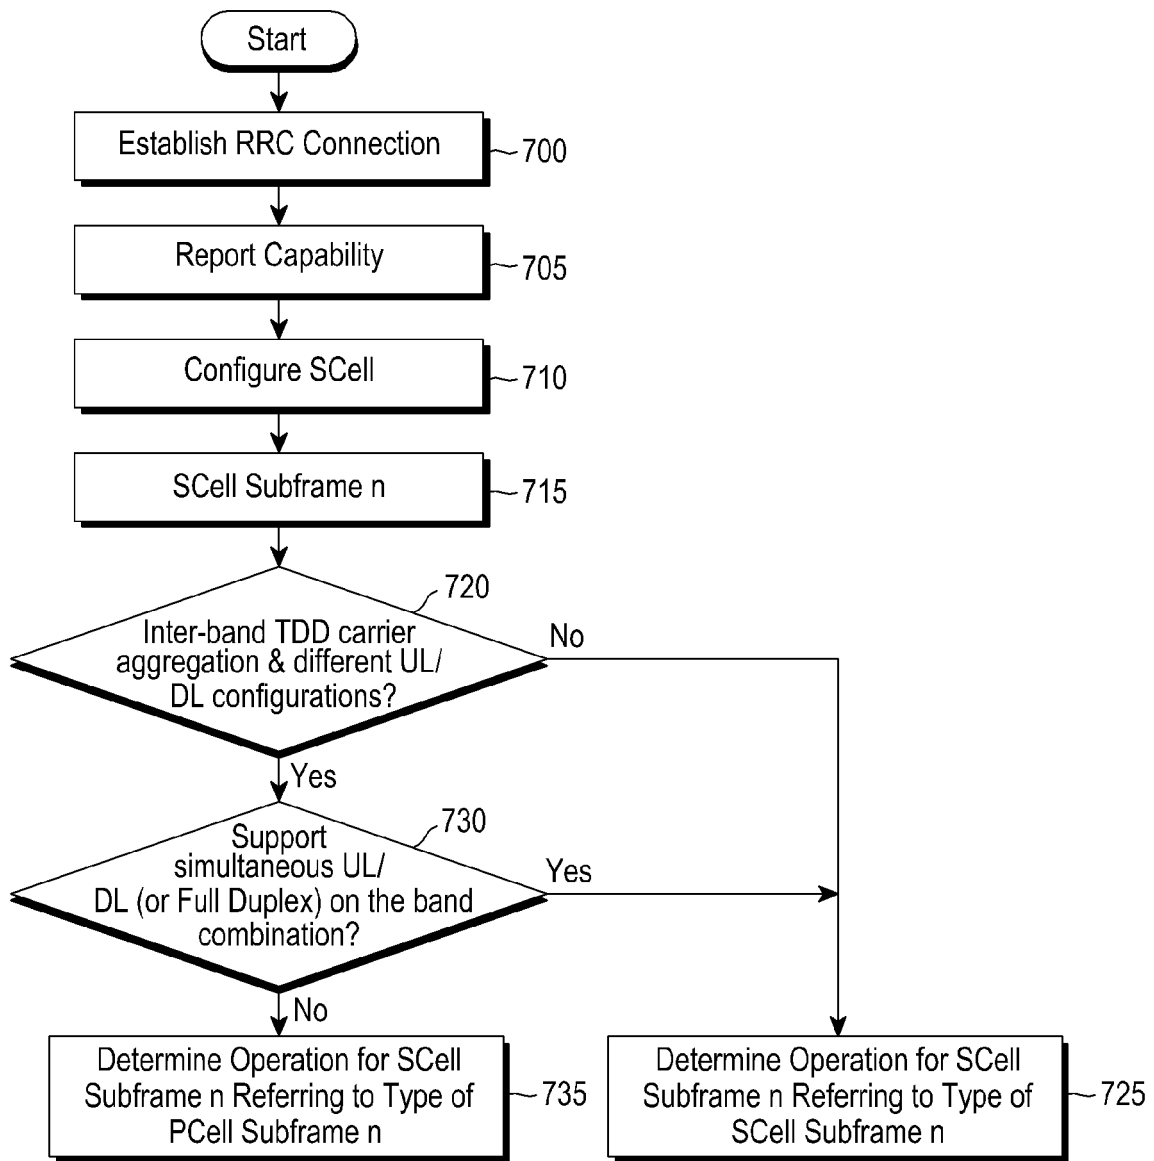 Start
Establish RRC Connection
700
Report Capability
705
Configure SCell
710
SCell Subframe n
715
720
Inter-band TDD carrier
aggregation & different UL/
DL configurations?
No
Yes
730
Support
simultaneous UL/
DL (or Full Duplex) on the band
combination?
Yes
No
Determine Operation for SCell
Subframe n Referring to Type of
PCell Subframe n
735
Determine Operation for SCell
Subframe n Referring to Type of
SCell Subframe n
725